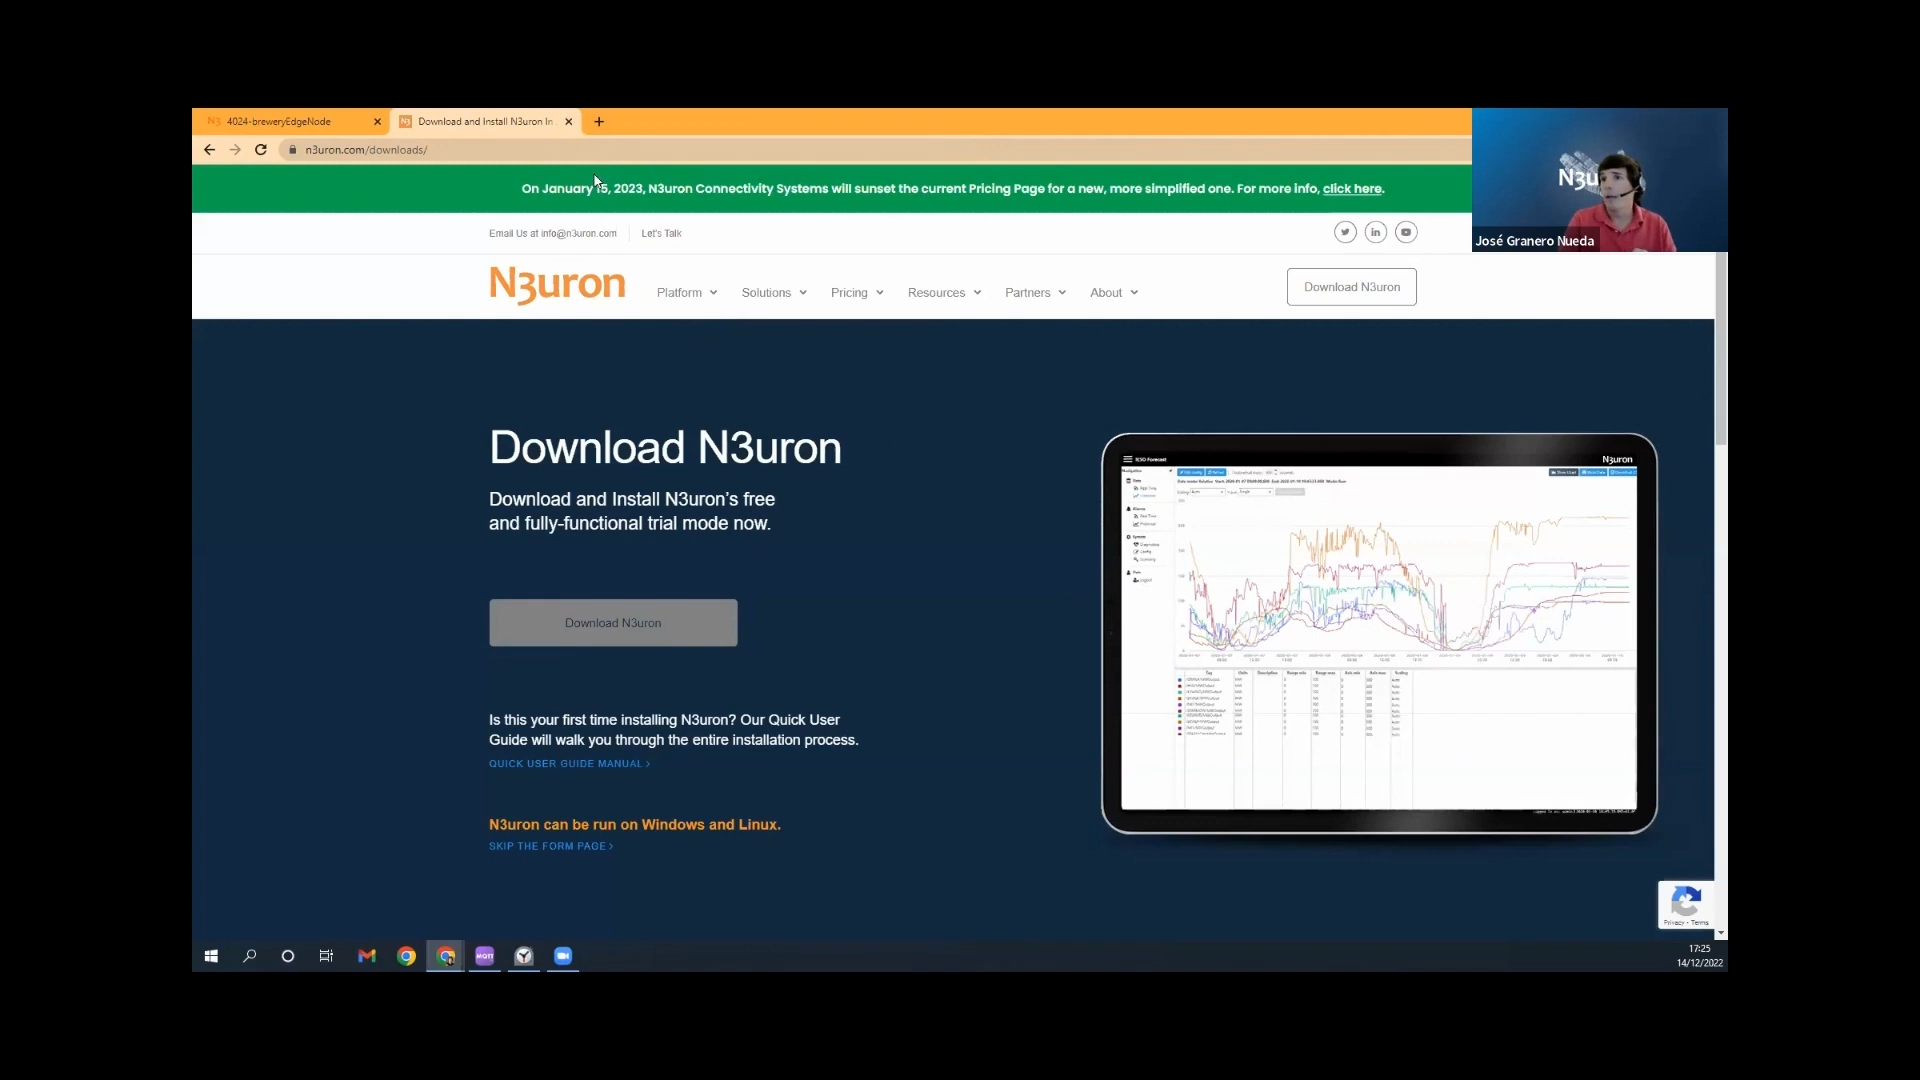 4024-breweryEdgeNode
Download and Install N3uron In
n3uron.com/downloads/
On January 15, 2023, N3uron Connectivity Systems will sunset the current Pricing Page for a new, more simplified one. For more info, click here.
N3u
José Granero Nueda
Email Us at info@n3uron.com
Let's Talk
N3uron
Platform
Solutions
Pricing
Resources
Partners
About
Download N3uron
Download N3uron
Download and Install N3uron’s free
and fully-functional trial mode now.
Download N3uron
Is this your first time installing N3uron? Our Quick User
Guide will walk you through the entire installation process.
QUICK USER GUIDE MANUAL >
N3uron can be run on Windows and Linux.
SKIP THE FORM PAGE >
N3uron
Privacy - Terms
MQTT
17:25
14/12/2022